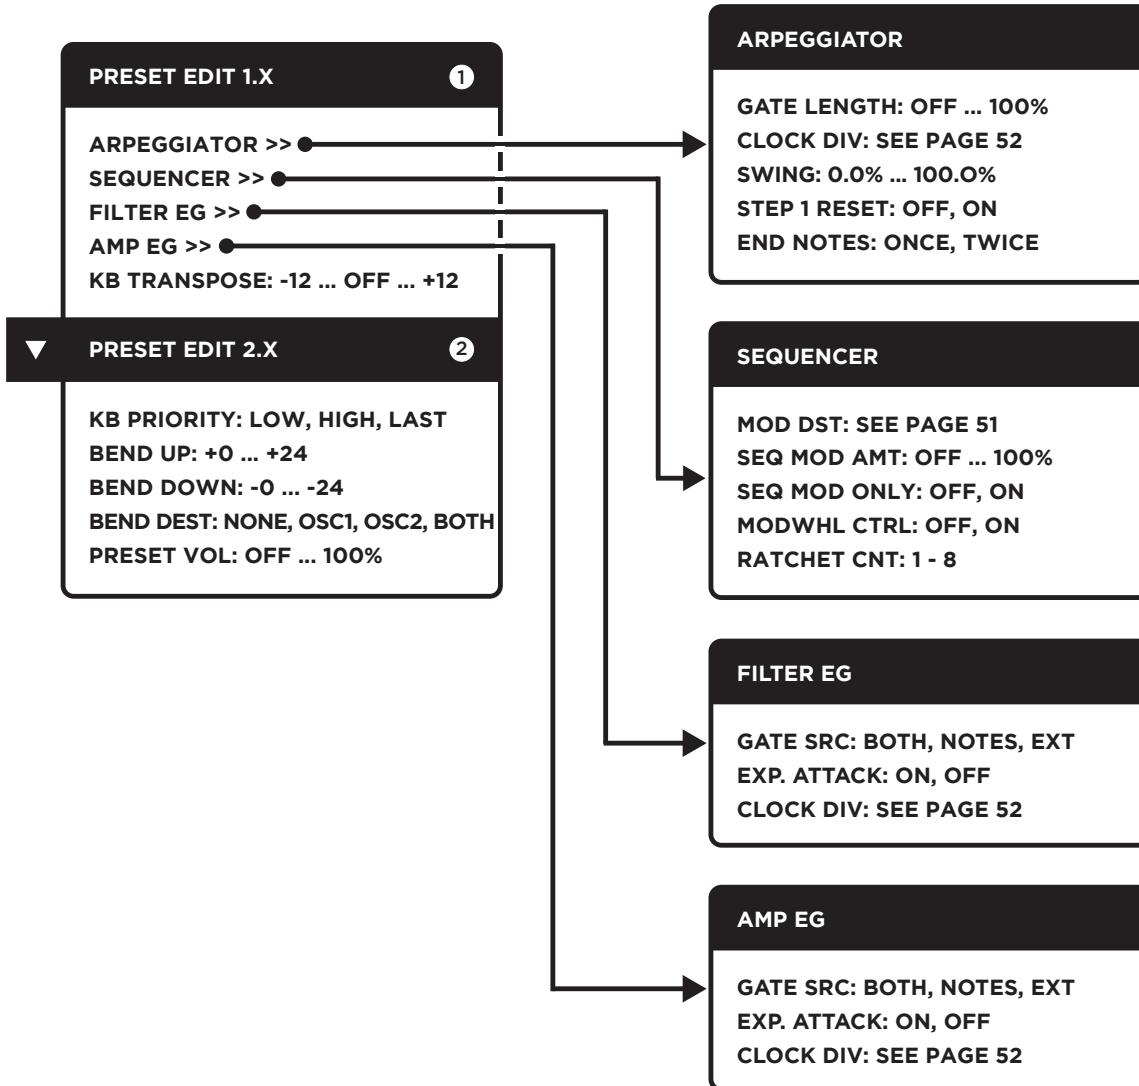 PRESET EDIT 1.X 1
ARPEGGIATOR >>
SEQUENCER >>
FILTER EG >>
AMP EG >>
KB TRANSPOSE: -12 ... OFF ... +12
▼ PRESET EDIT 2.X 2
KB PRIORITY: LOW, HIGH, LAST
BEND UP: +0 ... +24
BEND DOWN: -0 ... -24
BEND DEST: NONE, OSC1, OSC2, BOTH
PRESET VOL: OFF ... 100%
ARPEGGIATOR
GATE LENGTH: OFF ... 100%
CLOCK DIV: SEE PAGE 52
SWING: 0.0% ... 100.O%
STEP 1 RESET: OFF, ON
END NOTES: ONCE, TWICE
SEQUENCER
MOD DST: SEE PAGE 51
SEQ MOD AMT: OFF ... 100%
SEQ MOD ONLY: OFF, ON
MODWHL CTRL: OFF, ON
RATCHET CNT: 1 - 8
FILTER EG
GATE SRC: BOTH, NOTES, EXT
EXP. ATTACK: ON, OFF
CLOCK DIV: SEE PAGE 52
AMP EG
GATE SRC: BOTH, NOTES, EXT
EXP. ATTACK: ON, OFF
CLOCK DIV: SEE PAGE 52